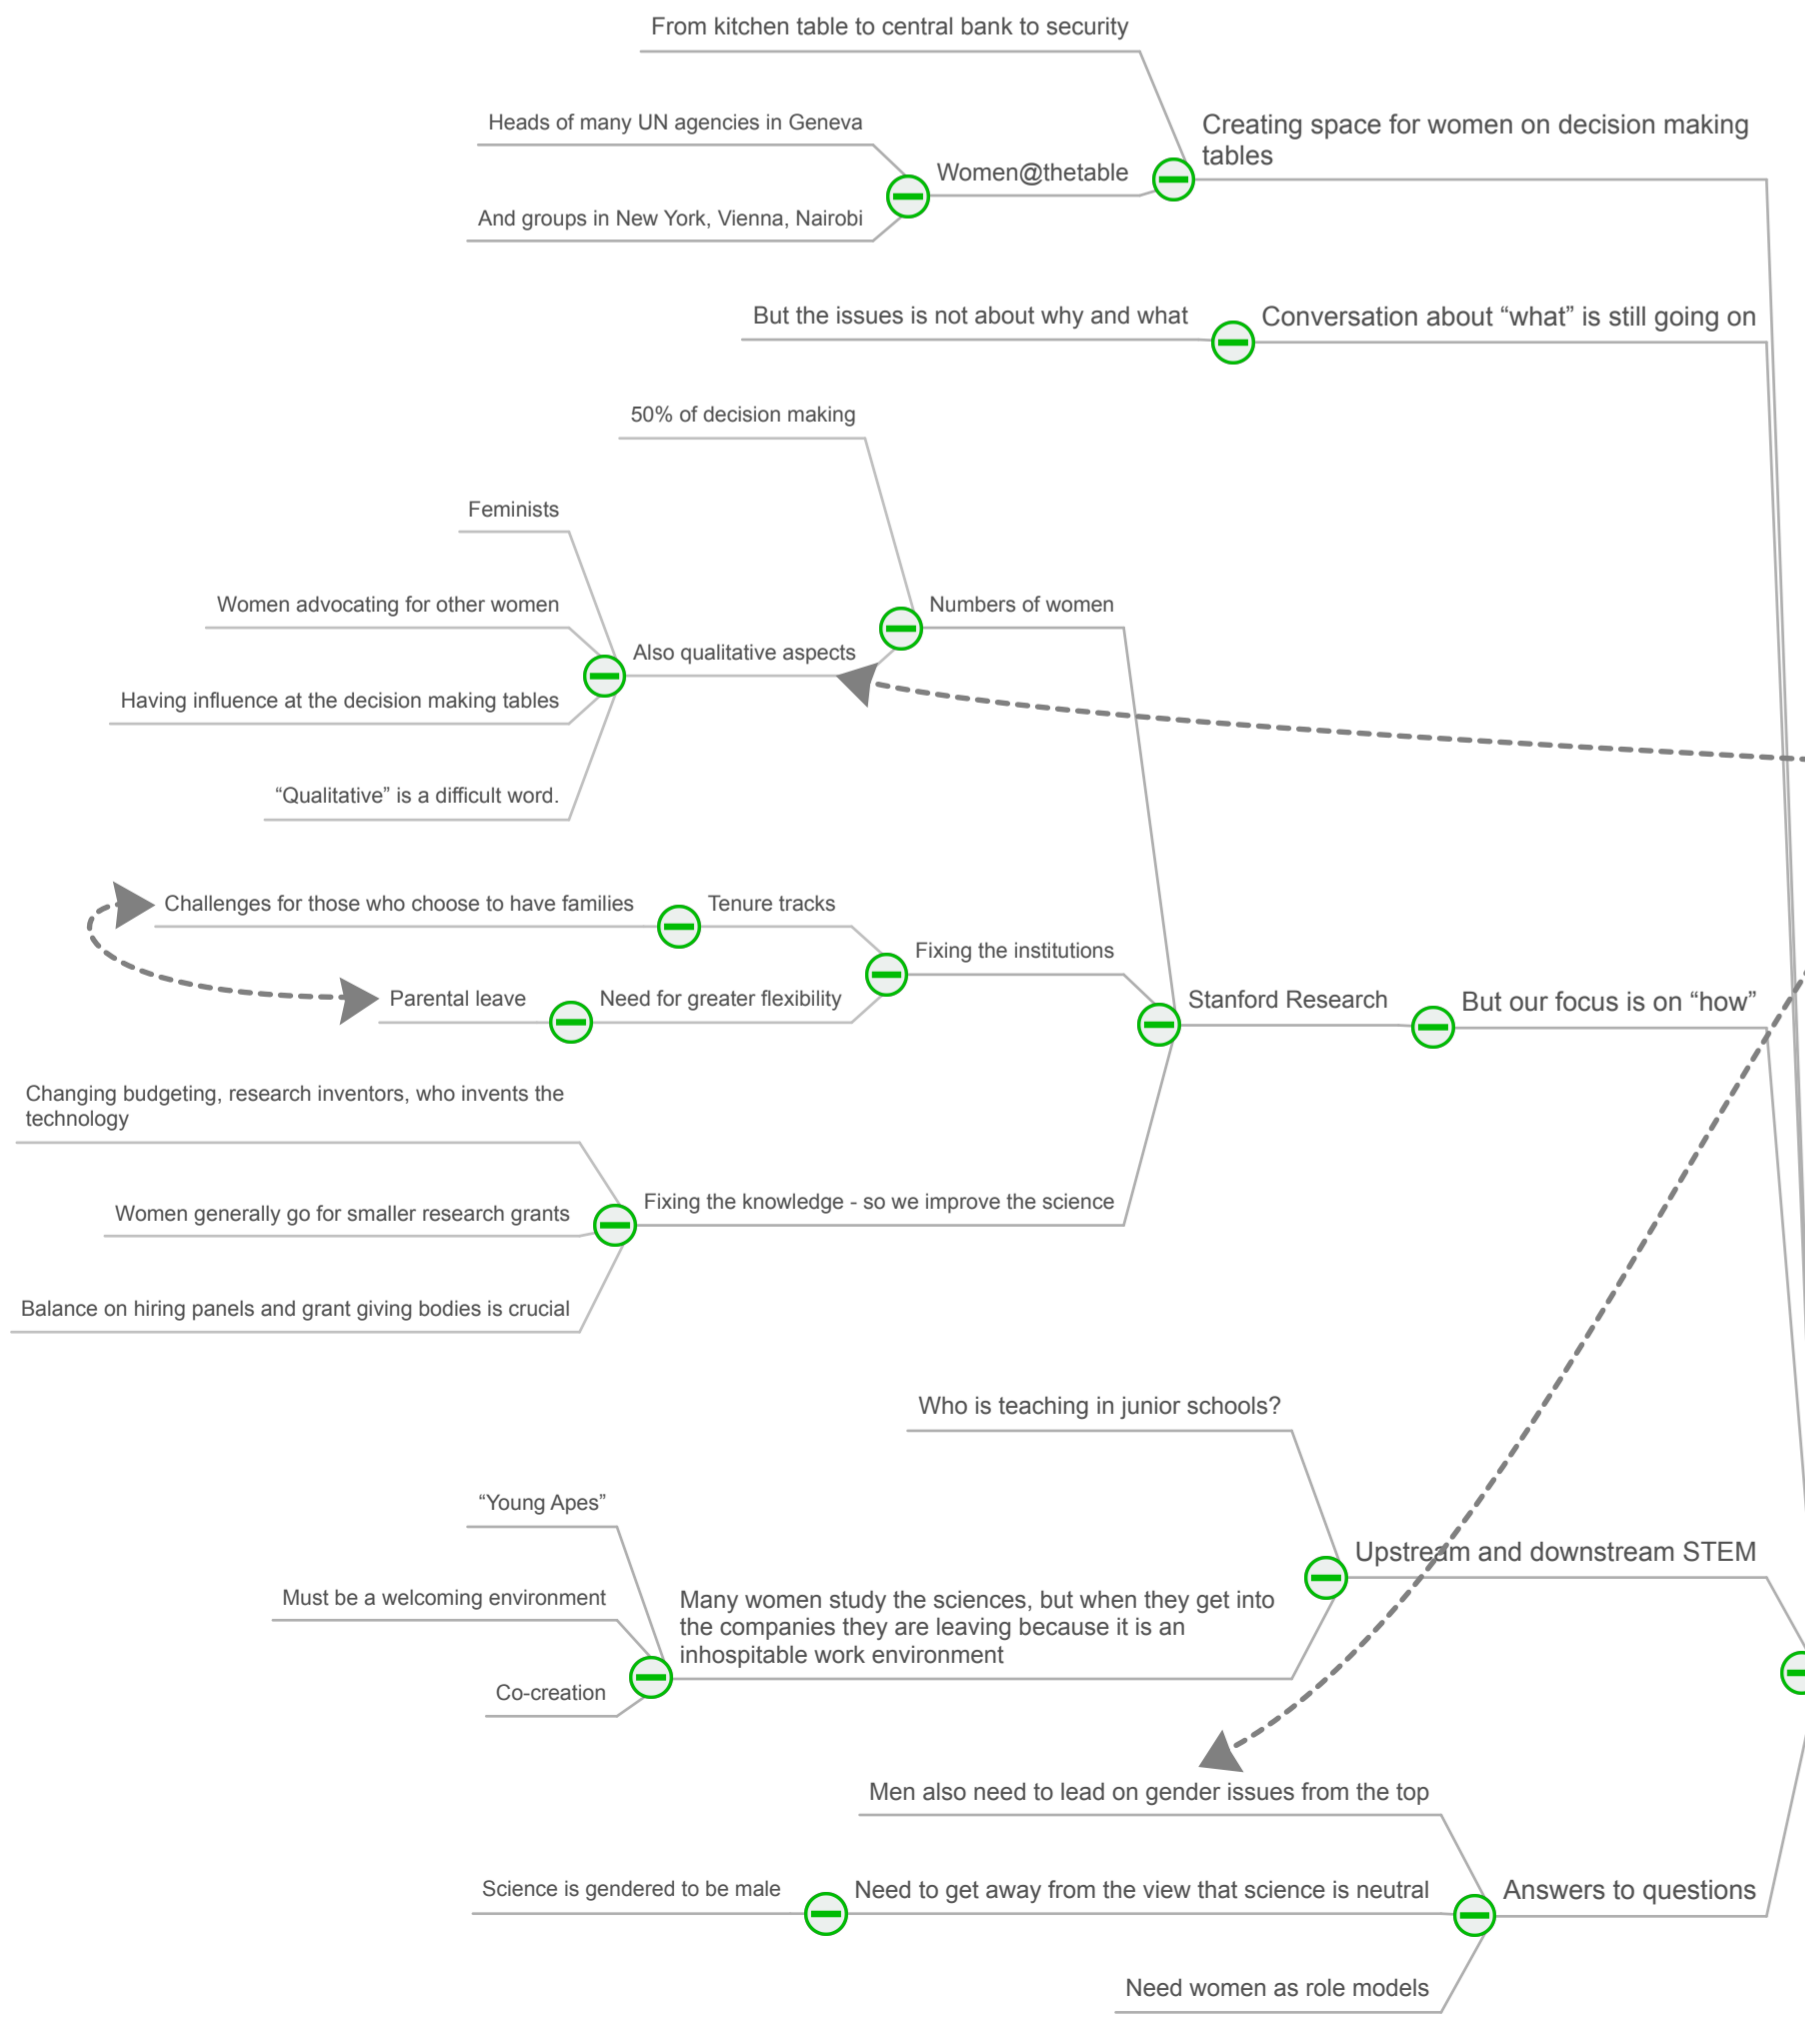 From kitchen table to central bank to security
Creating space for women on decision making
tables
Heads of many UN agencies in Geneva
Women@thetable
And groups in New York, Vienna, Nairobi
But the issues is not about why and what
Conversation about “what” is still going on
50% of decision making
Feminists
Women advocating for other women
Numbers of women
Also qualitative aspects
Having influence at the decision making tables
“Qualitative” is a difficult word.
Challenges for those who choose to have families
Tenure tracks
Fixing the institutions
Parental leave
Need for greater flexibility
Stanford Research
But our focus is on “how”
Changing budgeting, research inventors, who invents the
technology
Women generally go for smaller research grants
Fixing the knowledge - so we improve the science
Balance on hiring panels and grant giving bodies is crucial
Who is teaching in junior schools?
“Young Apes”
Upstream and downstream STEM
Must be a welcoming environment
Many women study the sciences, but when they get into
the companies they are leaving because it is an
inhospitable work environment
Co-creation
Men also need to lead on gender issues from the top
Science is gendered to be male
Need to get away from the view that science is neutral
Answers to questions
Need women as role models